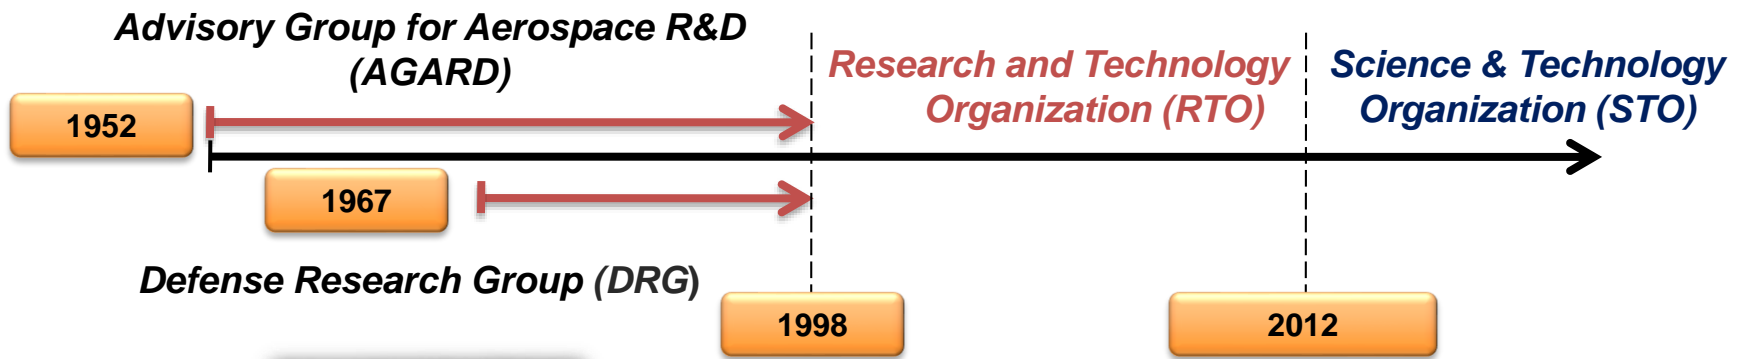 Advisory Group for Aerospace R&D
(AGARD)
Research and Technology
Organization (RTO)
Science & Technology
Organization (STO)
1952
1967
Defense Research Group (DRG)
1998
2012